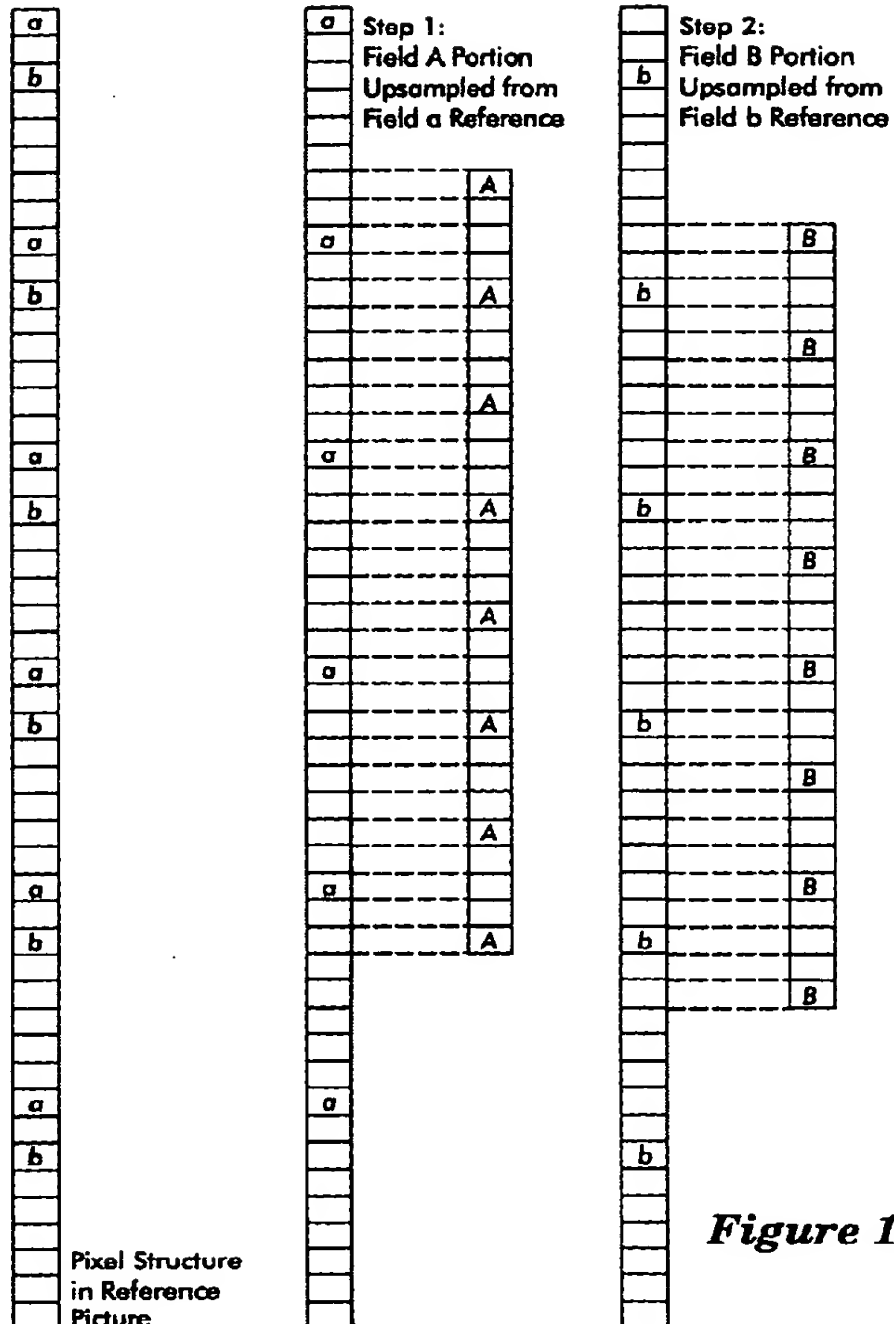 a
b
a
b
a
b
a
b
a
b
a
b
Pixel Structure
in Reference
Picture
a
a
a
a
a
a
Step 1:
Field A Portion
Upsampled from
Field a Reference
A
A
A
A
A
A
A
A
b
b
b
b
b
b
Step 2:
Field B Portion
Upsampled from
Field b Reference
B
B
B
B
B
B
B
B
Figure 1